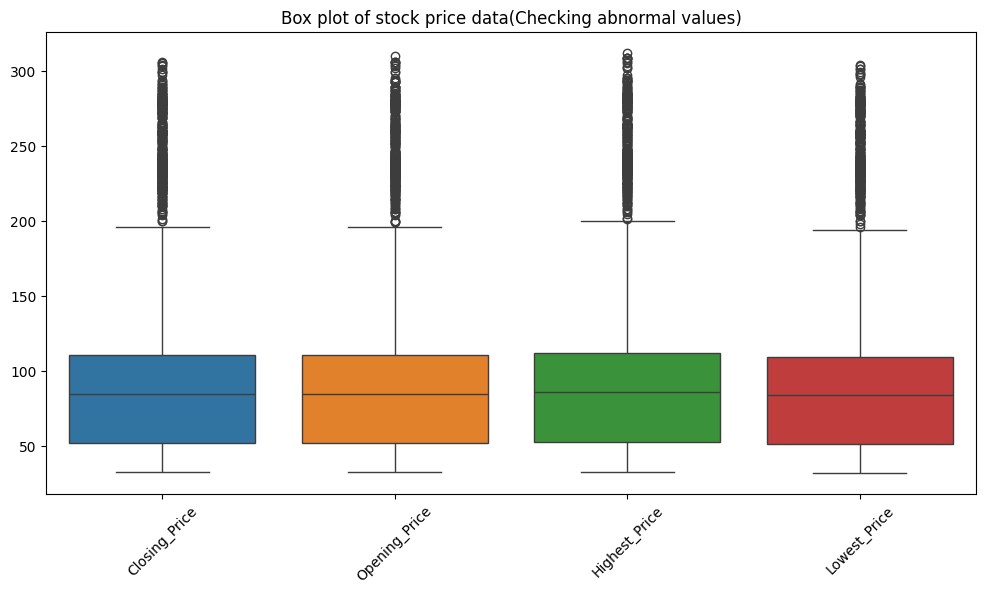 Box plot of stock price data(Checking abnormal values)
300
250
200
150
100
50
Closing_Price
Opening_Price
Highest_Price
Lowest_Price